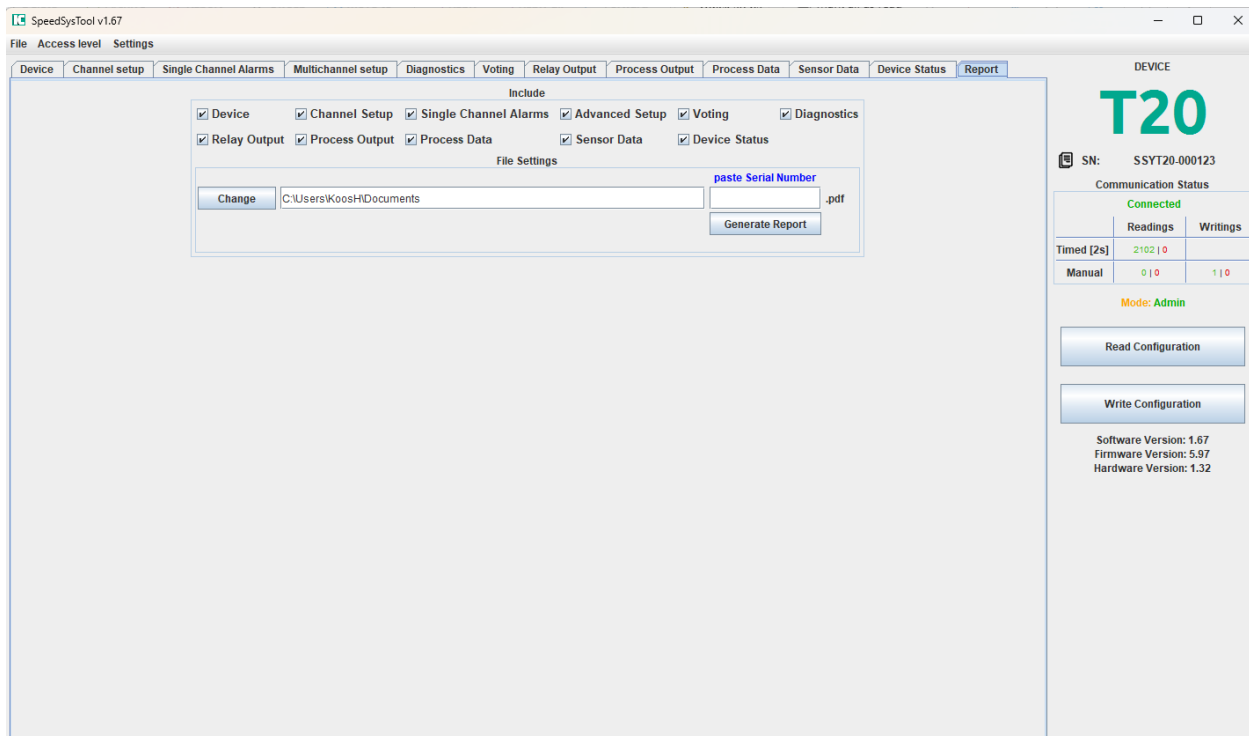 SpeedSysTool v1.67
File Access level Settings
Device Channel setup Single Channel Alarms Multichannel setup Diagnostics Voting Relay Output Process Output Process Data Sensor Data Device Status Report
Include
Device Channel Setup Single Channel Alarms Advanced Setup Voting Diagnostics
Relay Output Process Output Process Data Sensor Data Device Status
File Settings
paste Serial Number
Change C:\Users\KoosH\Documents .pdf
Generate Report
DEVICE
T20
SN: SSYT20-000123
Communication Status
Connected
Readings Writings
Timed [2s] 2102 | 0
Manual 0 | 0 1 | 0
Mode: Admin
Read Configuration
Write Configuration
Software Version: 1.67
Firmware Version: 5.97
Hardware Version: 1.32